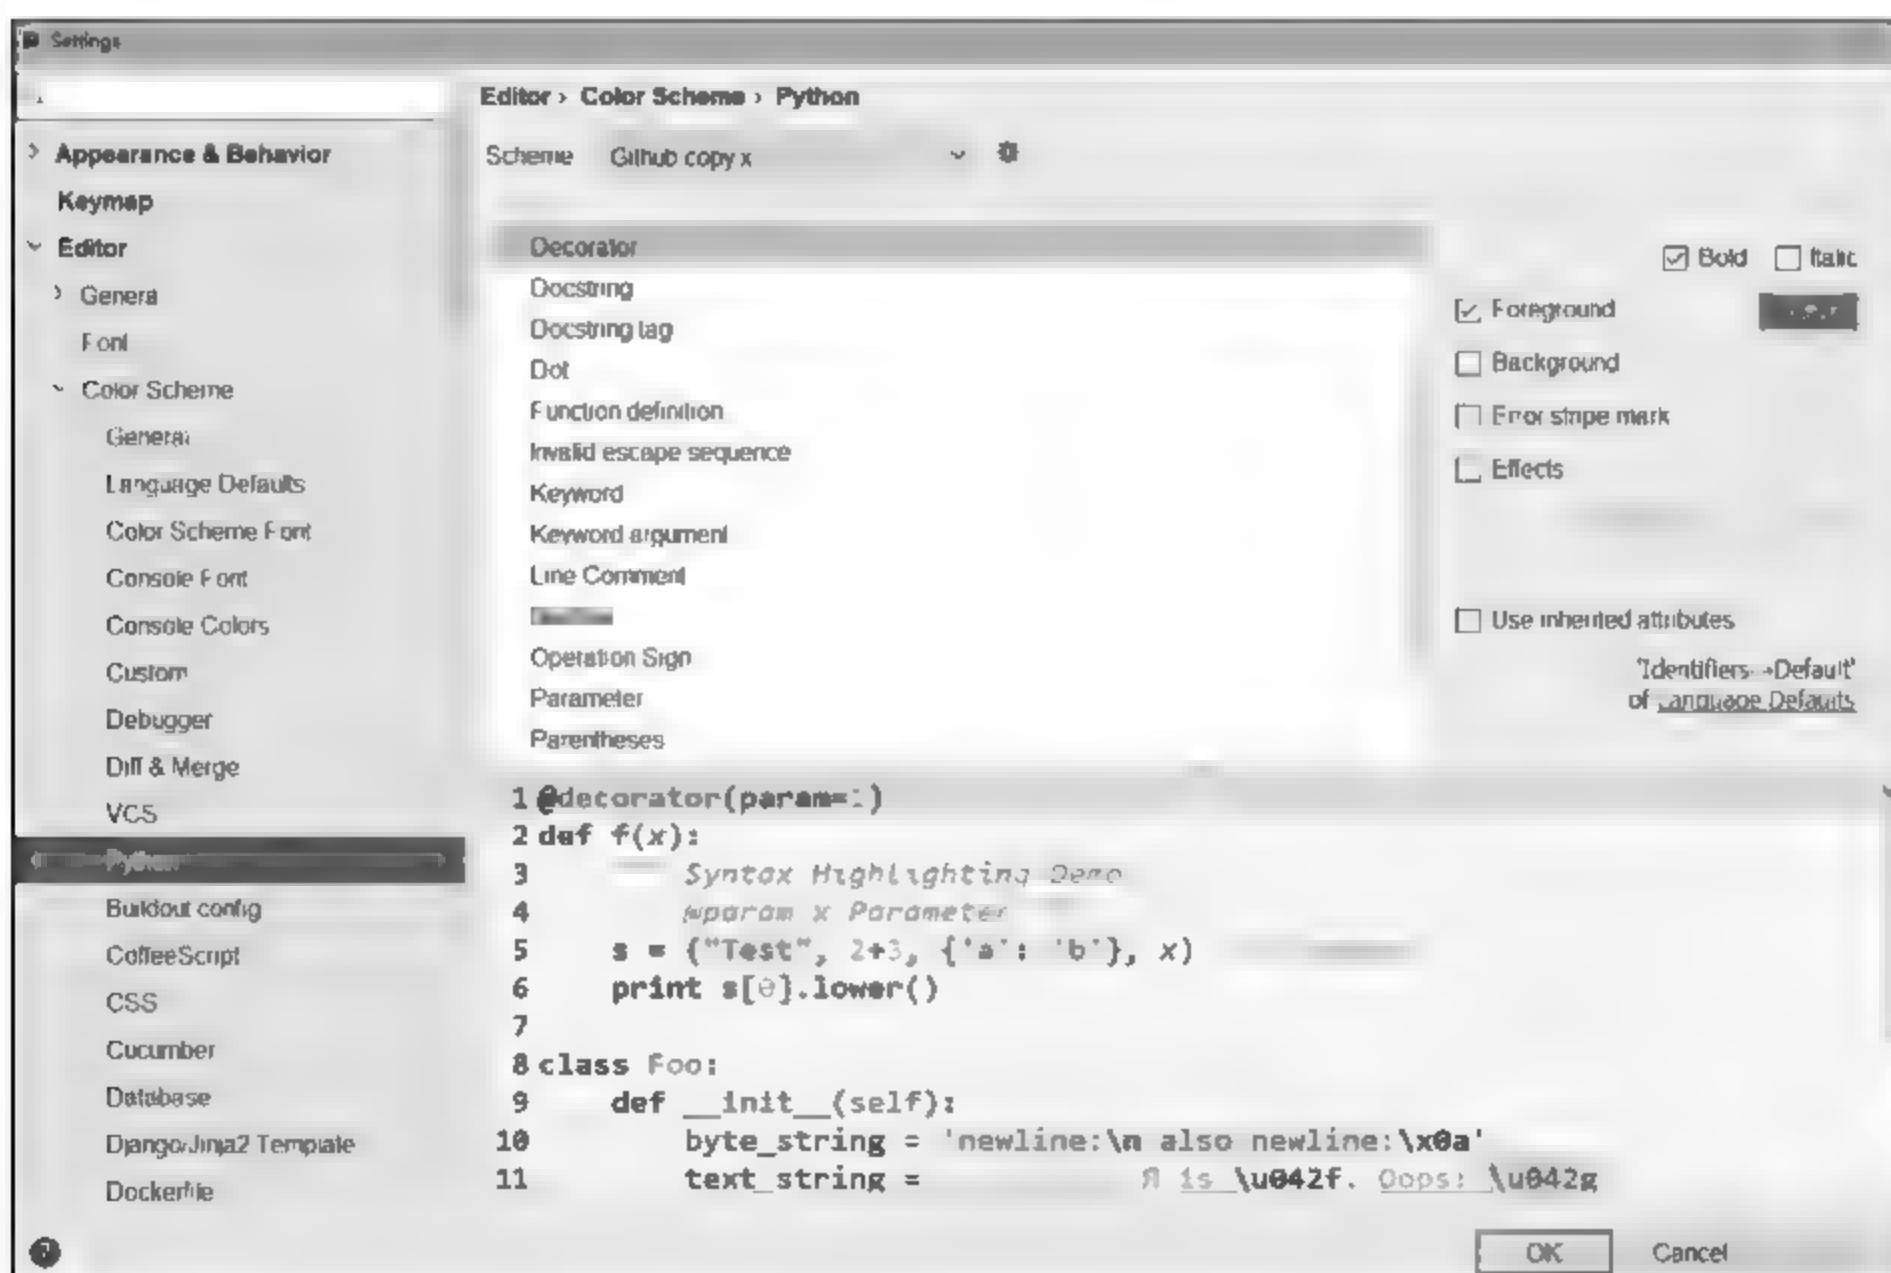 Settings
Editor › Color Scheme › Python
Appearance & Behavior
Keymap
Editor
General
Font
Color Scheme
General
Language Defaults
Color Scheme Font
Console Font
Console Colors
Custom
Debugger
Diff & Merge
VCS
Python
Buildout config
CoffeeScript
CSS
Cucumber
Database
Django/Jinja2 Template
Dockerfile
Scheme Github copy x
Decorator
Docstring
Docstring tag
Dot
Function definition
Invalid escape sequence
Keyword
Keyword argument
Line Comment
Operation Sign
Parameter
Parentheses
Bold Italic
Foreground
Background
Error stripe mark
Effects
Use inherited attributes
'Identifiers→Default'
of Language Defaults
1 @decorator(param=1)
2 def f(x):
3 Syntax Highlighting Demo
4 @param x Parameter
5 s = ("Test", 2+3, {'a': 'b'}, x)
6 print s[0].lower()
7
8 class Foo:
9 def __init__(self):
10 byte_string = 'newline:\n also newline:\x0a'
11 text_string = Я is \u042f. Oops: \u042g
? OK Cancel